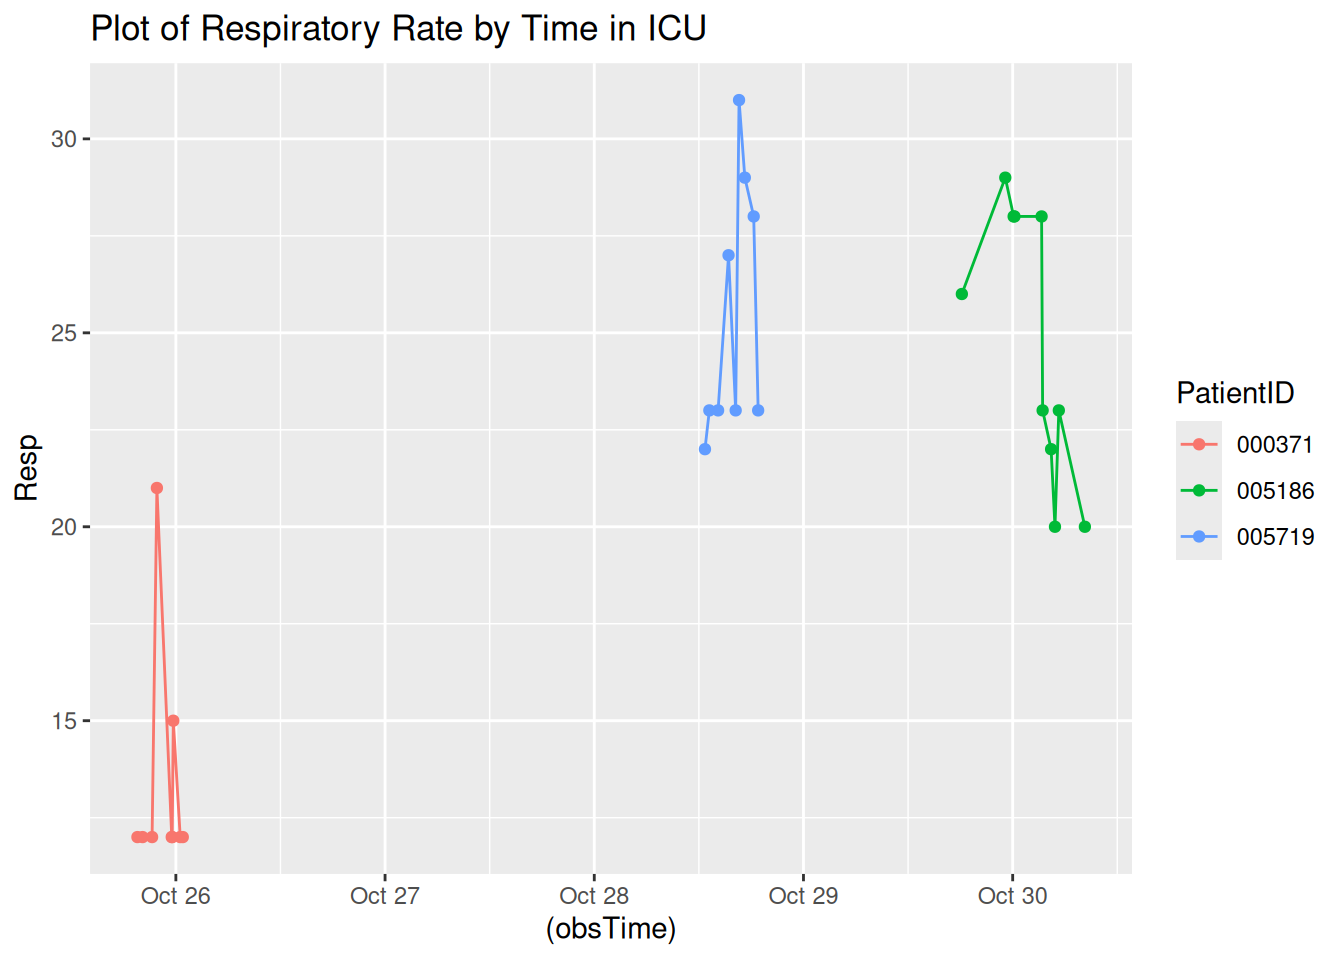 Plot of Respiratory Rate by Time in ICU
Resp
30
25
20
15
Oct 26
Oct 27
Oct 28
Oct 29
Oct 30
(obsTime)
PatientID
000371
005186
005719